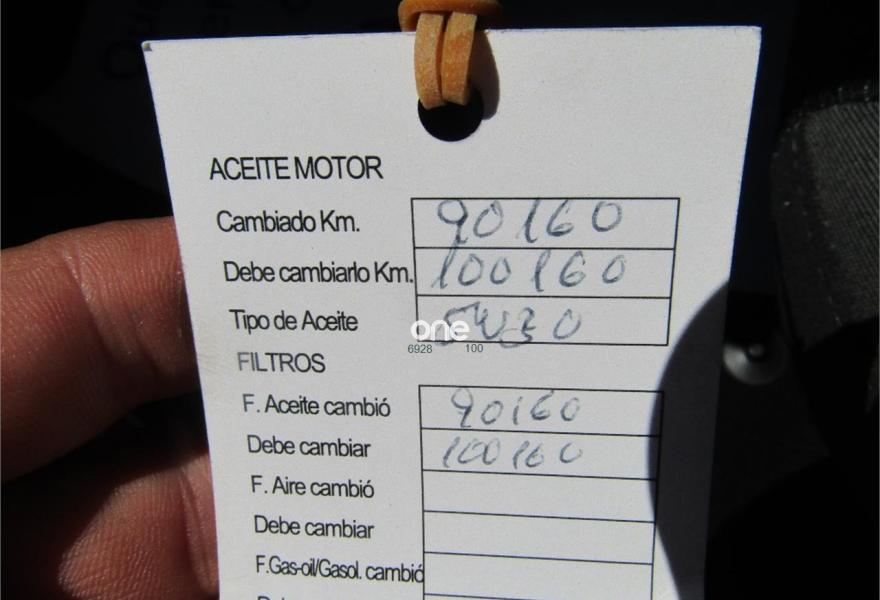 ACEITE MOTOR
Cambiado Km. 90160
Debe cambiarlo Km. 100160
Tipo de Aceite 5W30
one
6928 100
FILTROS
F. Aceite cambió 90160
Debe cambiar 100160
F. Aire cambió
Debe cambiar
F.Gas-oil/Gasol. cambió